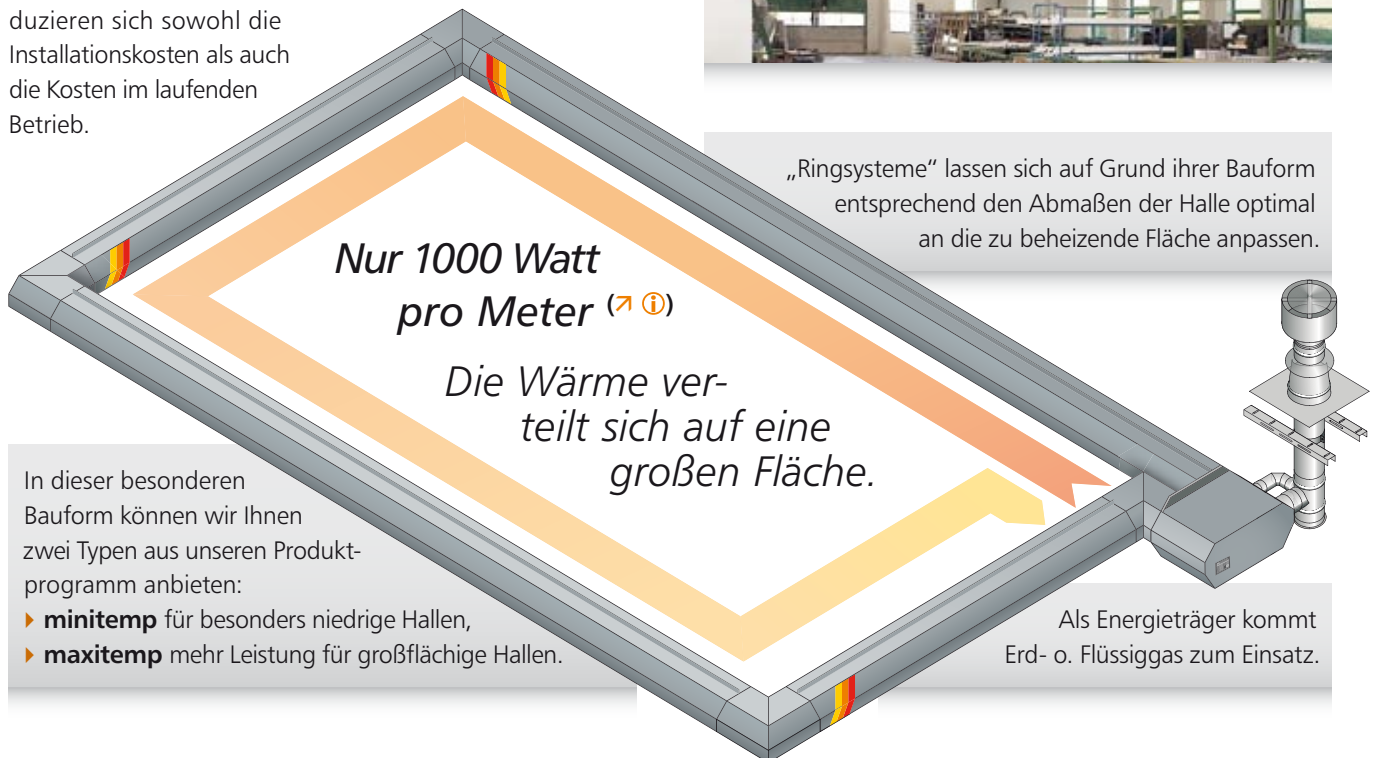 duzieren sich sowohl die
Installationskosten als auch
die Kosten im laufenden
Betrieb.
„Ringsysteme“ lassen sich auf Grund ihrer Bauform
entsprechend den Abmaßen der Halle optimal
an die zu beheizende Fläche anpassen.
Nur 1000 Watt
pro Meter (↗ ⓘ)
Die Wärme ver-
teilt sich auf eine
großen Fläche.
In dieser besonderen
Bauform können wir Ihnen
zwei Typen aus unseren Produkt-
programm anbieten:
minitemp für besonders niedrige Hallen,
maxitemp mehr Leistung für großflächige Hallen.
Als Energieträger kommt
Erd- o. Flüssiggas zum Einsatz.